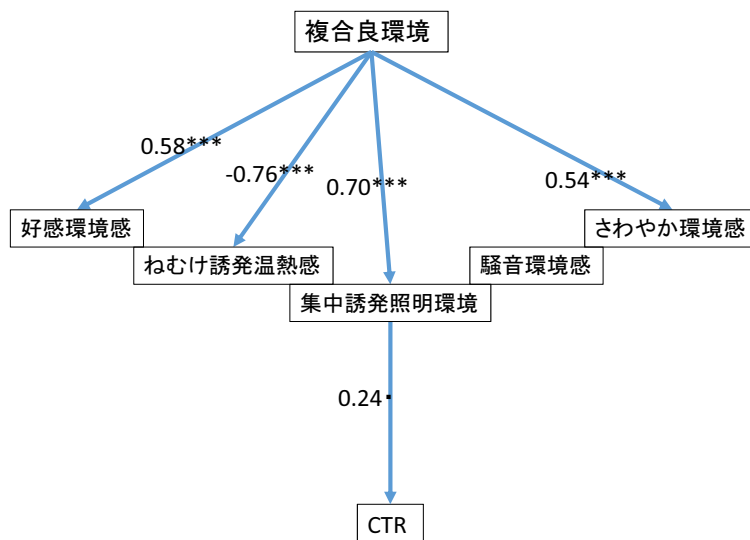 複合良環境
0.58***
-0.76***
0.70***
0.54***
好感環境感
さわやか環境感
ねむけ誘発温熱感
騒音環境感
集中誘発照明環境
0.24・
CTR